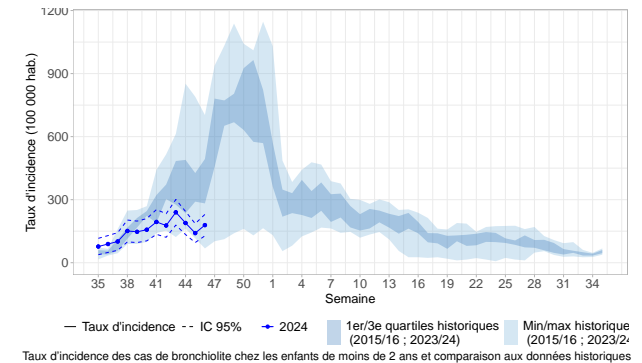 1200
900
600
300
0
Taux d'incidence (100 000 hab.)
35 38 41 44 47 50 1 4 7 10 13 16 19 22 25 28 31 34
Semaine
Taux d'incidence IC 95% 2024 1er/3e quartiles historiques (2015/16 ; 2023/24) Min/max historiques
(2015/16 ; 2023/24
Taux d'incidence des cas de bronchiolite chez les enfants de moins de 2 ans et comparaison aux données historiques